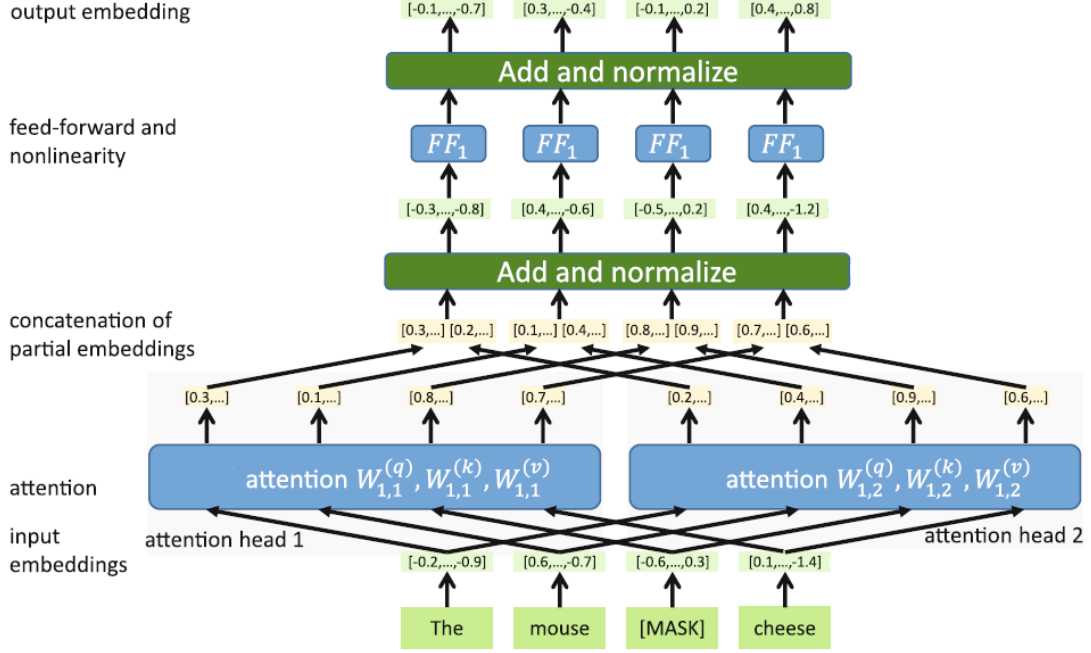 output embedding
[-0.1,...,-0.7] [0.3,...,-0.4] [-0.1,...,0.2] [0.4,...,0.8]
Add and normalize
feed-forward and
nonlinearity
FF₁ FF₁ FF₁ FF₁
[-0.3,...,-0.8] [0.4,...,-0.6] [-0.5,...,0.2] [0.4,...,-1.2]
Add and normalize
concatenation of
partial embeddings
[0.3,...] [0.2,...] [0.1,...] [0.4,...] [0.8,...] [0.9,...] [0.7,...] [0.6,...]
[0.3,...] [0.1,...] [0.8,...] [0.7,...] [0.2,...] [0.4,...] [0.9,...] [0.6,...]
attention
attention W₁,₁^(q), W₁,₁^(k), W₁,₁^(v)
attention W₁,₂^(q), W₁,₂^(k), W₁,₂^(v)
input
embeddings
attention head 1
attention head 2
[-0.2,...,-0.9] [0.6,...,-0.7] [-0.6,...,0.3] [0.1,...,-1.4]
The mouse [MASK] cheese